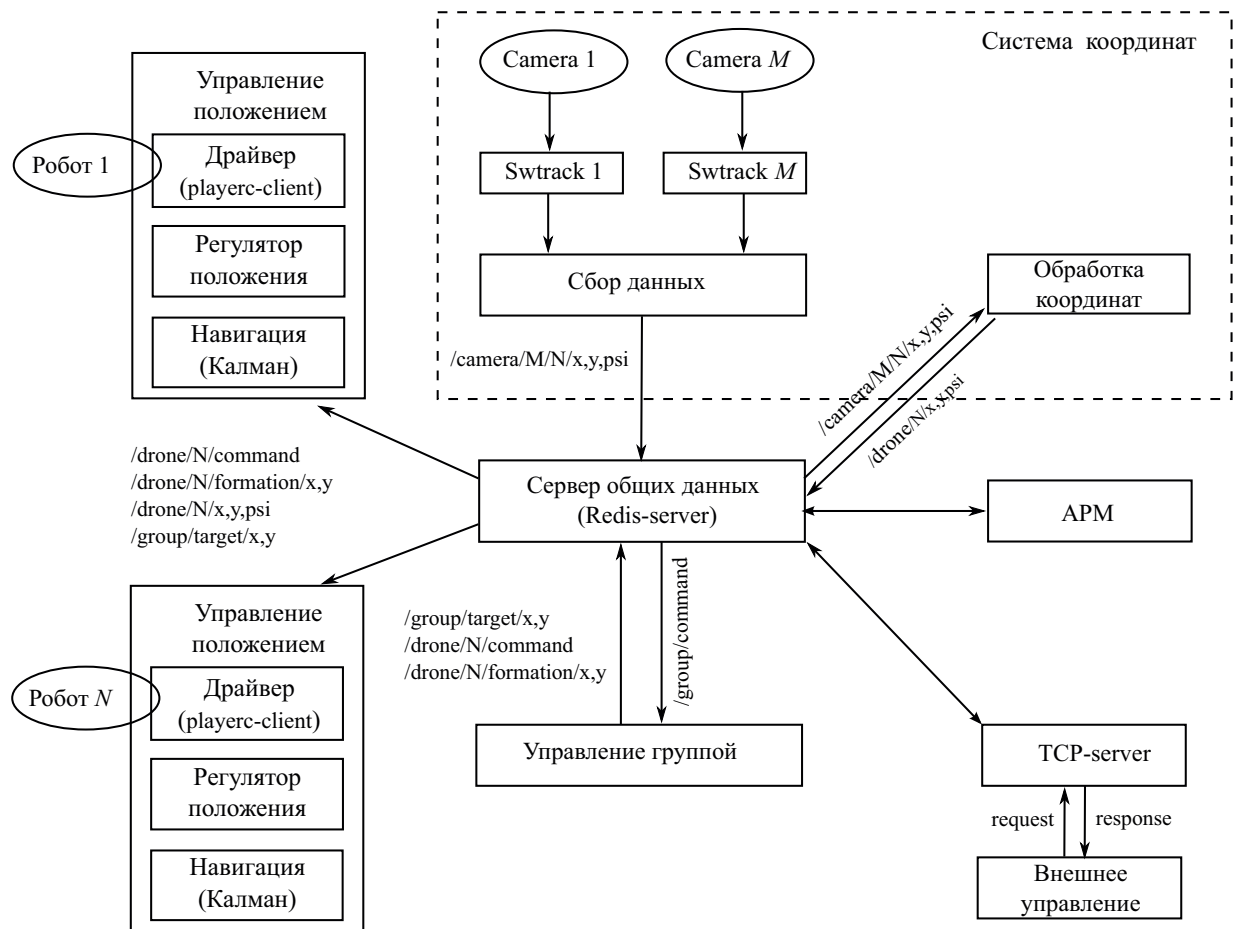 Система координат
Camera 1
Camera M
Swtrack 1
Swtrack M
Сбор данных
Обработка
координат
/camera/M/N/x,y,psi
/camera/M/N/x,y,psi
/drone/N/x,y,psi
Управление
положением
Робот 1
Драйвер
(playerc-client)
Регулятор
положения
Навигация
(Калман)
/drone/N/command
/drone/N/formation/x,y
/drone/N/x,y,psi
/group/target/x,y
Сервер общих данных
(Redis-server)
АРМ
Управление
положением
Робот N
Драйвер
(playerc-client)
Регулятор
положения
Навигация
(Калман)
/group/target/x,y
/drone/N/command
/drone/N/formation/x,y
/group/command
Управление группой
TCP-server
request
response
Внешнее
управление